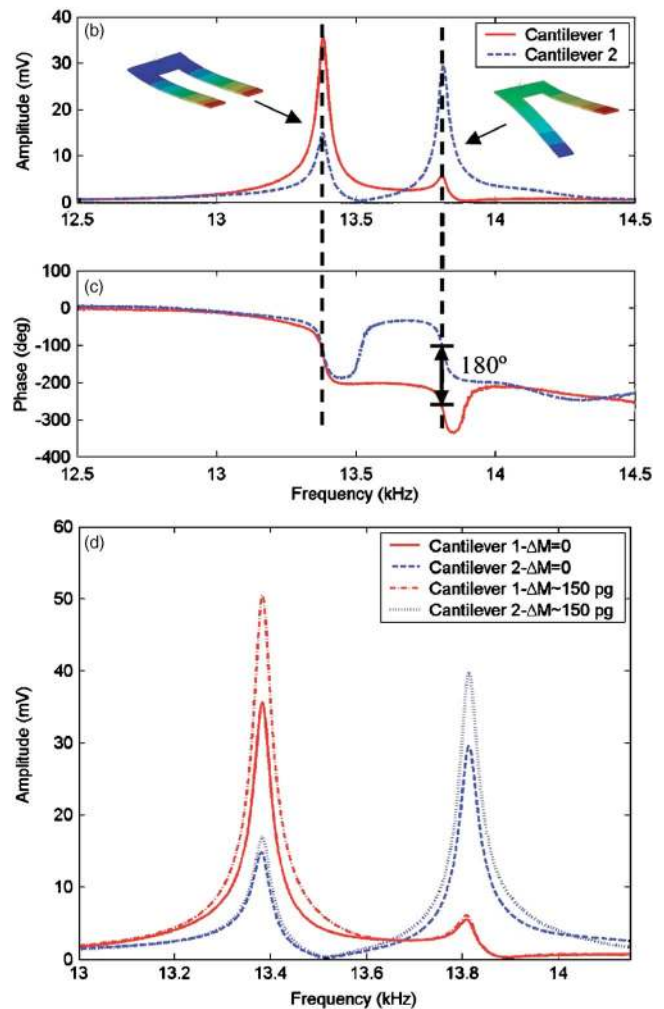 (b)
Cantilever 1
Cantilever 2
40
30
20
10
0
Amplitude (mV)
12.5 13 13.5 14 14.5
(c)
100
0
-100
-200
-300
-400
Phase (deg)
180º
12.5 13 13.5 14 14.5
Frequency (kHz)
(d)
Cantilever 1-ΔM=0
Cantilever 2-ΔM=0
Cantilever 1-ΔM~150 pg
Cantilever 2-ΔM~150 pg
60
50
40
30
20
10
0
Amplitude (mV)
13 13.2 13.4 13.6 13.8 14
Frequency (kHz)